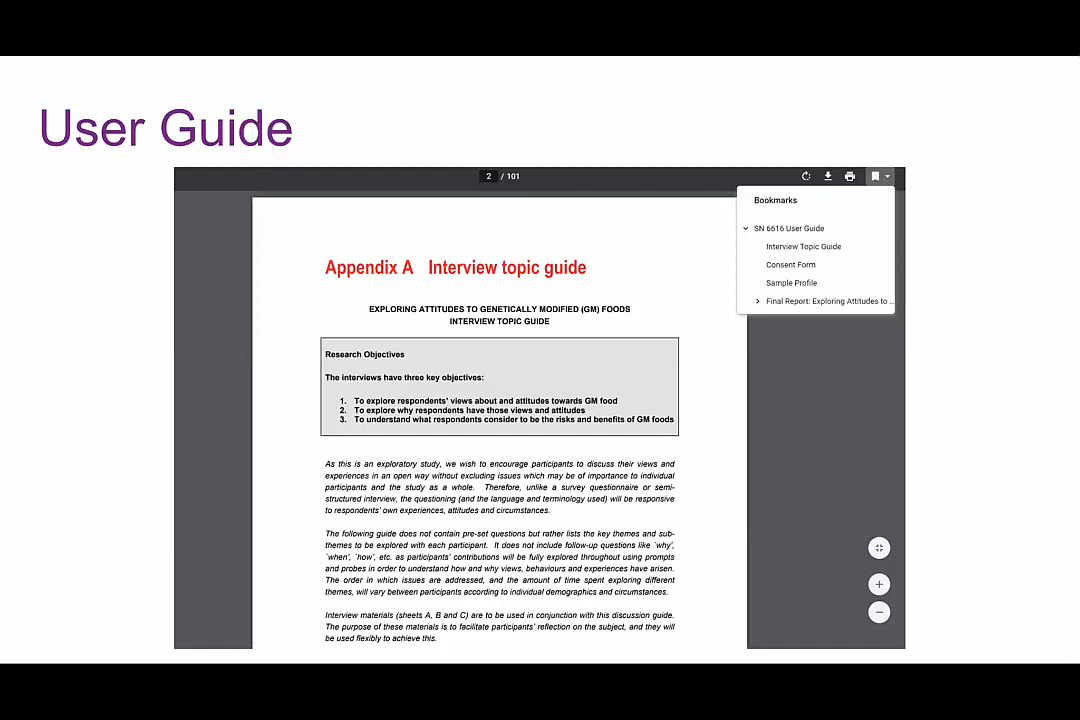 User Guide
2 / 101
Bookmarks
SN 6616 User Guide
Interview Topic Guide
Consent Form
Sample Profile
Final Report: Exploring Attitudes to ...
Appendix A Interview topic guide
EXPLORING ATTITUDES TO GENETICALLY MODIFIED (GM) FOODS
INTERVIEW TOPIC GUIDE
Research Objectives
The interviews have three key objectives:
1. To explore respondents' views about and attitudes towards GM food
2. To explore why respondents have those views and attitudes
3. To understand what respondents consider to be the risks and benefits of GM foods
As this is an exploratory study, we wish to encourage participants to discuss their views and
experiences in an open way without excluding issues which may be of importance to individual
participants and the study as a whole. Therefore, unlike a survey questionnaire or semi-
structured interview, the questioning (and the language and terminology used) will be responsive
to respondents' own experiences, attitudes and circumstances.
The following guide does not contain pre-set questions but rather lists the key themes and sub-
themes to be explored with each participant. It does not include follow-up questions like `why',
`when', `how', etc. as participants' contributions will be fully explored throughout using prompts
and probes in order to understand how and why views, behaviours and experiences have arisen.
The order in which issues are addressed, and the amount of time spent exploring different
themes, will vary between participants according to individual demographics and circumstances.
Interview materials (sheets A, B and C) are to be used in conjunction with this discussion guide.
The purpose of these materials is to facilitate participants' reflection on the subject, and they will
be used flexibly to achieve this.